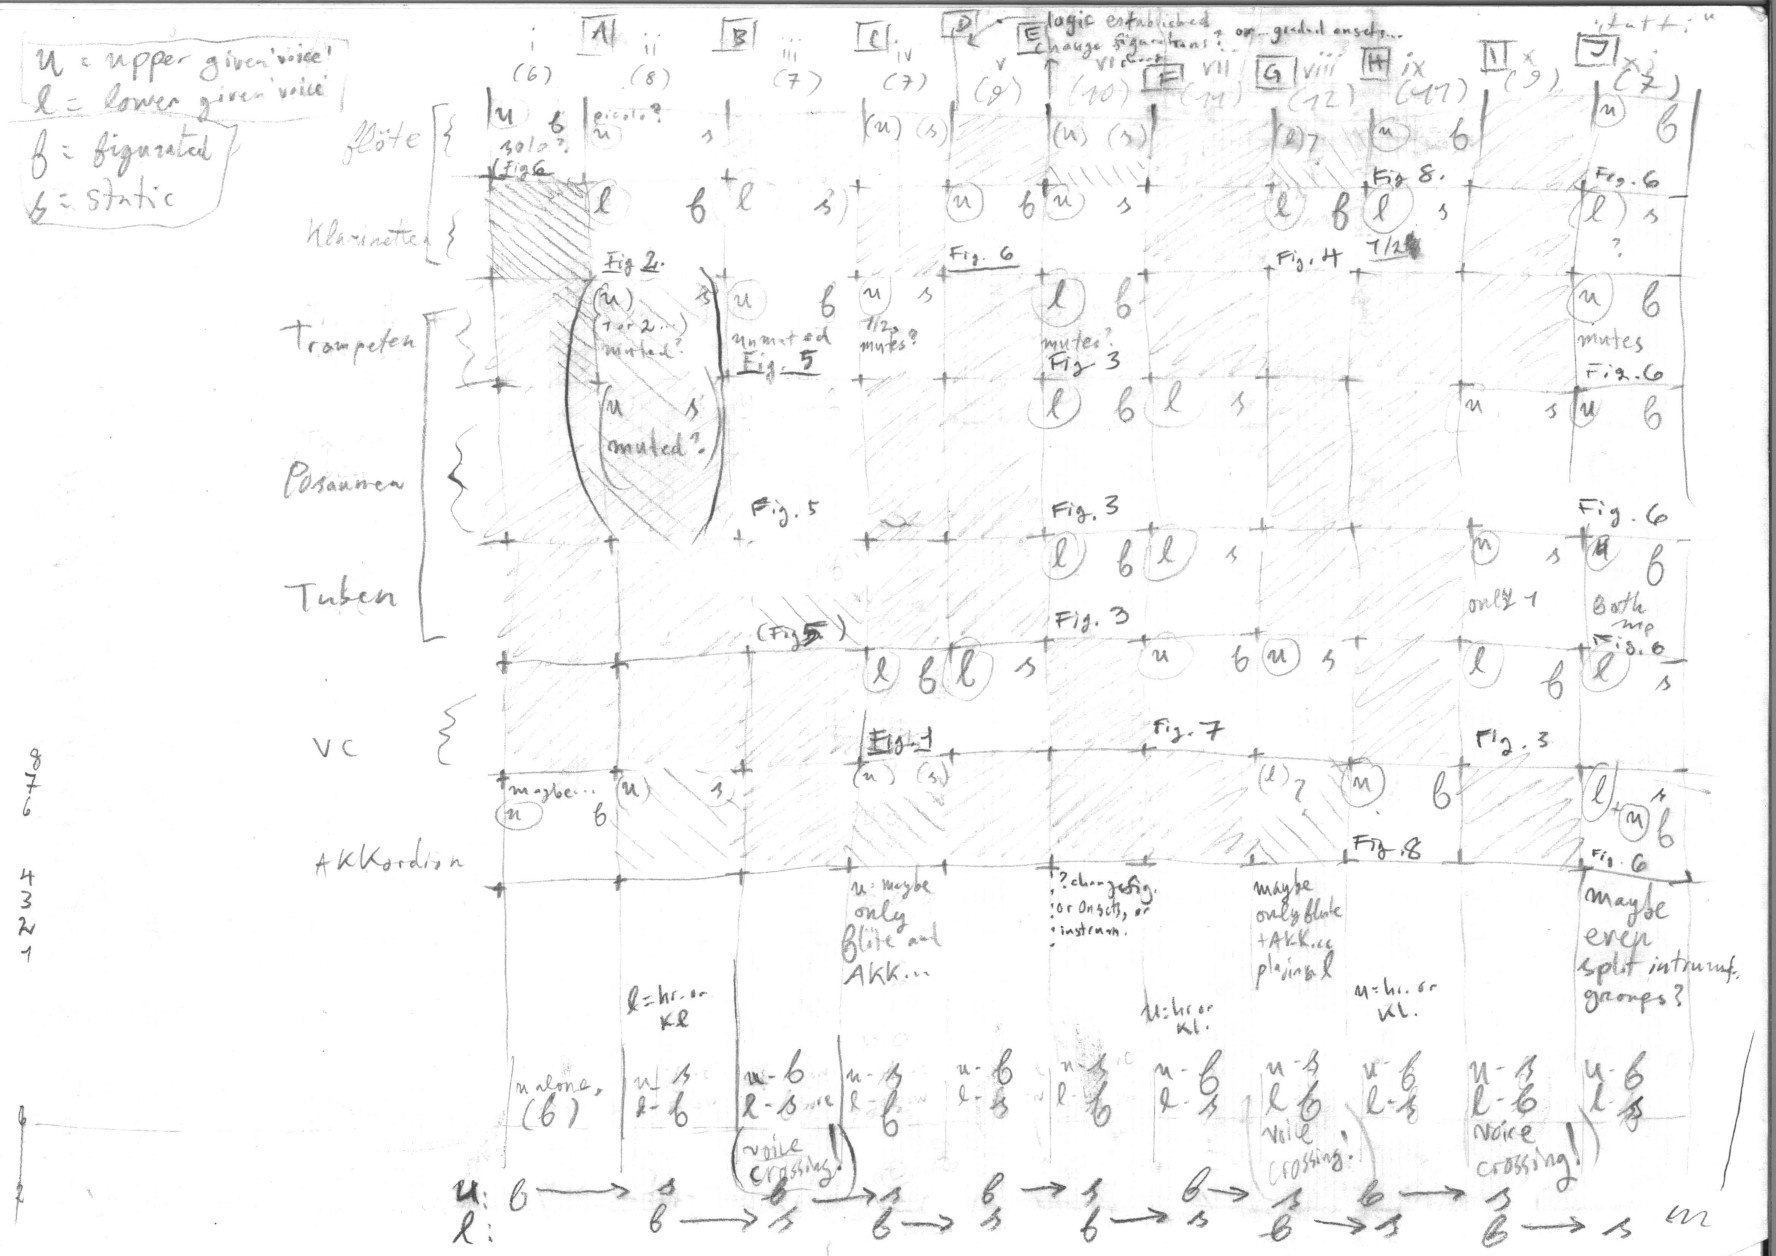 u = upper given 'voice'
l = lower given 'voice'
f = figurated
s = static
A B C D E F G H I J
logic established,
change figurations? or graded onsets...
"tutti"
i ii iii iv v vi vii viii ix x xi
(6) (8) (7) (7) (9) (10) (11) (12) (11) (9) (7)
flöte
u f
solo?
(Fig 6
picolo?
u s
(u) (s)
(u) (s)
(l)?
u f
Fig 8.
u f
Fig. 6
Klarinetten
l f
Fig 2.
l s
u f
Fig. 6
u s
l f
Fig. 4
l s
1/2
l s
?
Trompeten
(u) s
(1 or 2...)
muted?
u f
unmuted
Fig. 5
u s
1/2,
mutes?
l f
mutes?
Fig 3
u f
mutes
Fig. 6
Posaunen
u s
muted?
Fig. 5
l f
Fig. 3
l s
u s
u f
Fig. 6
Tuben
(Fig 5)
l f
Fig. 3
l s
u s
only 1
u f
Both
mp
Fig. 6
VC
l f
Fig. 1
l s
u f
Fig. 7
u s
l f
Fig. 3
l s
AKKordion
maybe...
u f
(u) s
(u) (s)
(l)?
u f
Fig. 8
l s
+ u f
Fig. 6
8
7
6
4
3
2
1
u = maybe
only
flöte and
AKK...
? change fig.
or Onsets, or
instrum.
maybe
only flute
+AKK...
playing l
maybe
even
split intrumt.
groups?
l = hr. or
Kl
u = hr or
Kl.
u = hr. or
Kl.
u alone,
(f)
u - s
l - f
u - f
l - s
(voice
crossing!)
u - s
l - f
u - f
l - s
u - s
l - f
u - f
l - s
u - s
l f
voice
crossing!
u - f
l - s
u - s
l - f
voice
crossing!
u - f
l - s
u: f → s f → s f → s f → s f → s
l: f → s f → s f → s f → s f → s